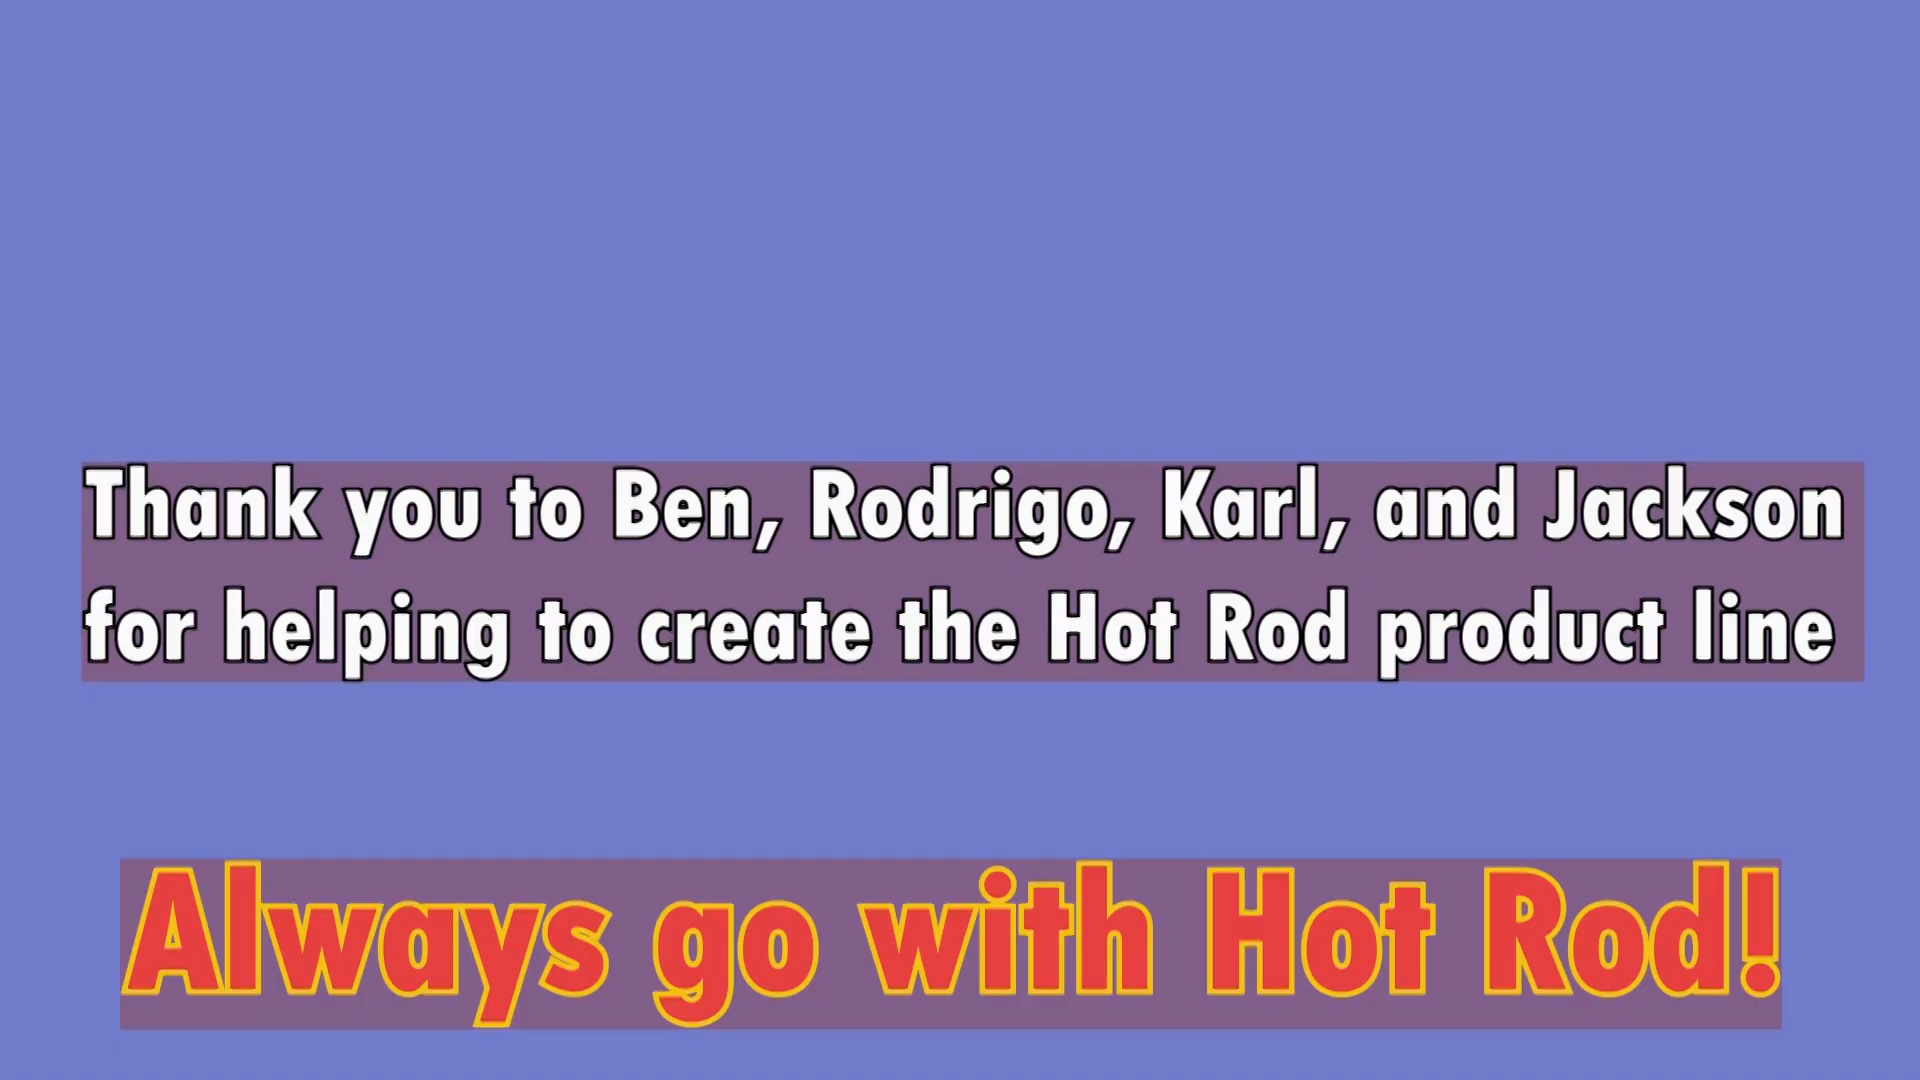 Thank you to Ben, Rodrigo, Karl, and Jackson
for helping to create the Hot Rod product line
Always go with Hot Rod!